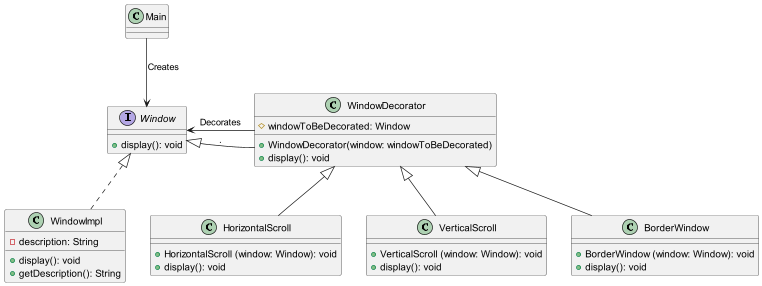 C Main
Creates
I Window
display(): void
Decorates
.
C WindowDecorator
windowToBeDecorated: Window
WindowDecorator(window: windowToBeDecorated)
display(): void
C WindowImpl
description: String
display(): void
getDescription(): String
C HorizontalScroll
HorizontalScroll (window: Window): void
display(): void
C VerticalScroll
VerticalScroll (window: Window): void
display(): void
C BorderWindow
BorderWindow (window: Window): void
display(): void